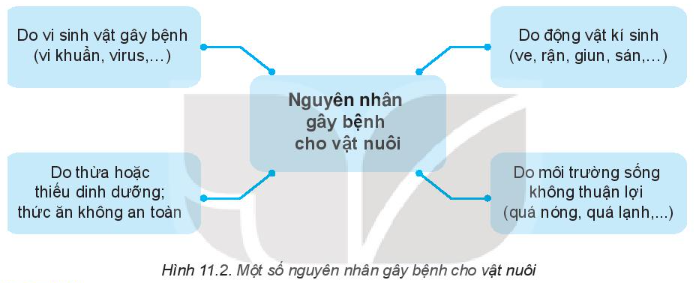 Do vi sinh vật gây bệnh
(vi khuẩn, virus,...)
Do động vật kí sinh
(ve, rận, giun, sán,...)
Nguyên nhân
gây bệnh
cho vật nuôi
Do thừa hoặc
thiếu dinh dưỡng;
thức ăn không an toàn
Do môi trường sống
không thuận lợi
(quá nóng, quá lạnh,...)
Hình 11.2. Một số nguyên nhân gây bệnh cho vật nuôi